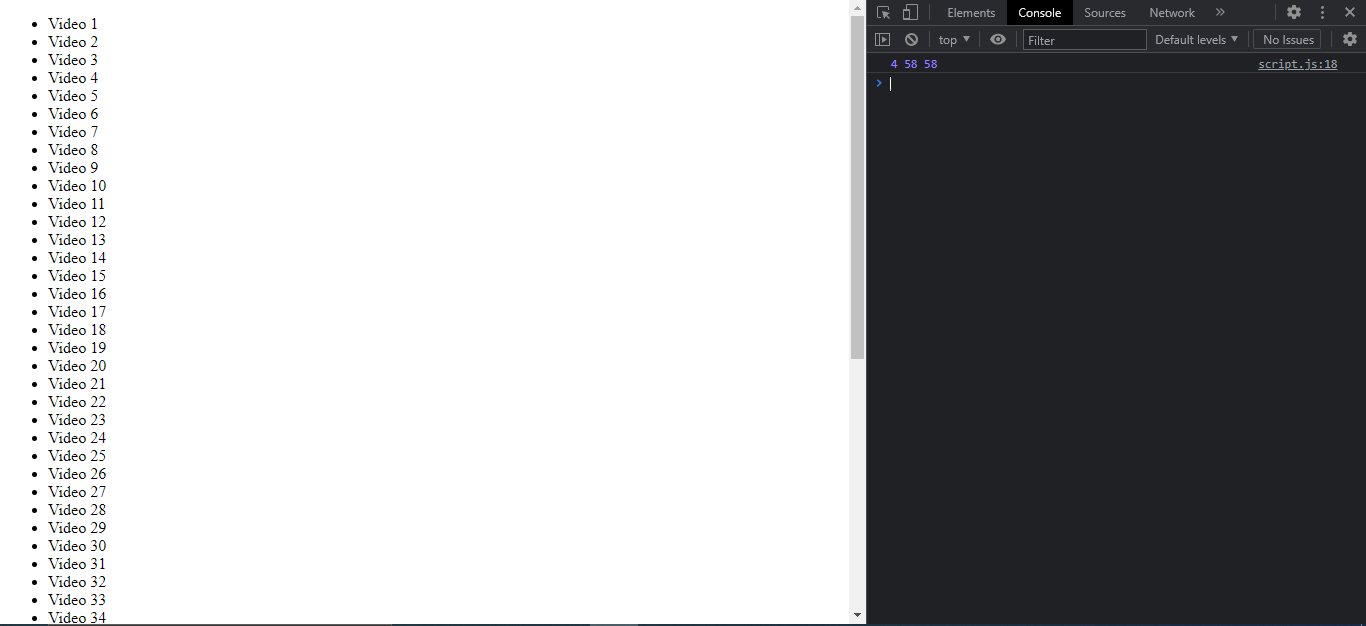 Video 1
Video 2
Video 3
Video 4
Video 5
Video 6
Video 7
Video 8
Video 9
Video 10
Video 11
Video 12
Video 13
Video 14
Video 15
Video 16
Video 17
Video 18
Video 19
Video 20
Video 21
Video 22
Video 23
Video 24
Video 25
Video 26
Video 27
Video 28
Video 29
Video 30
Video 31
Video 32
Video 33
Video 34
Elements Console Sources Network »
top Filter Default levels No Issues
4 58 58 script.js:18